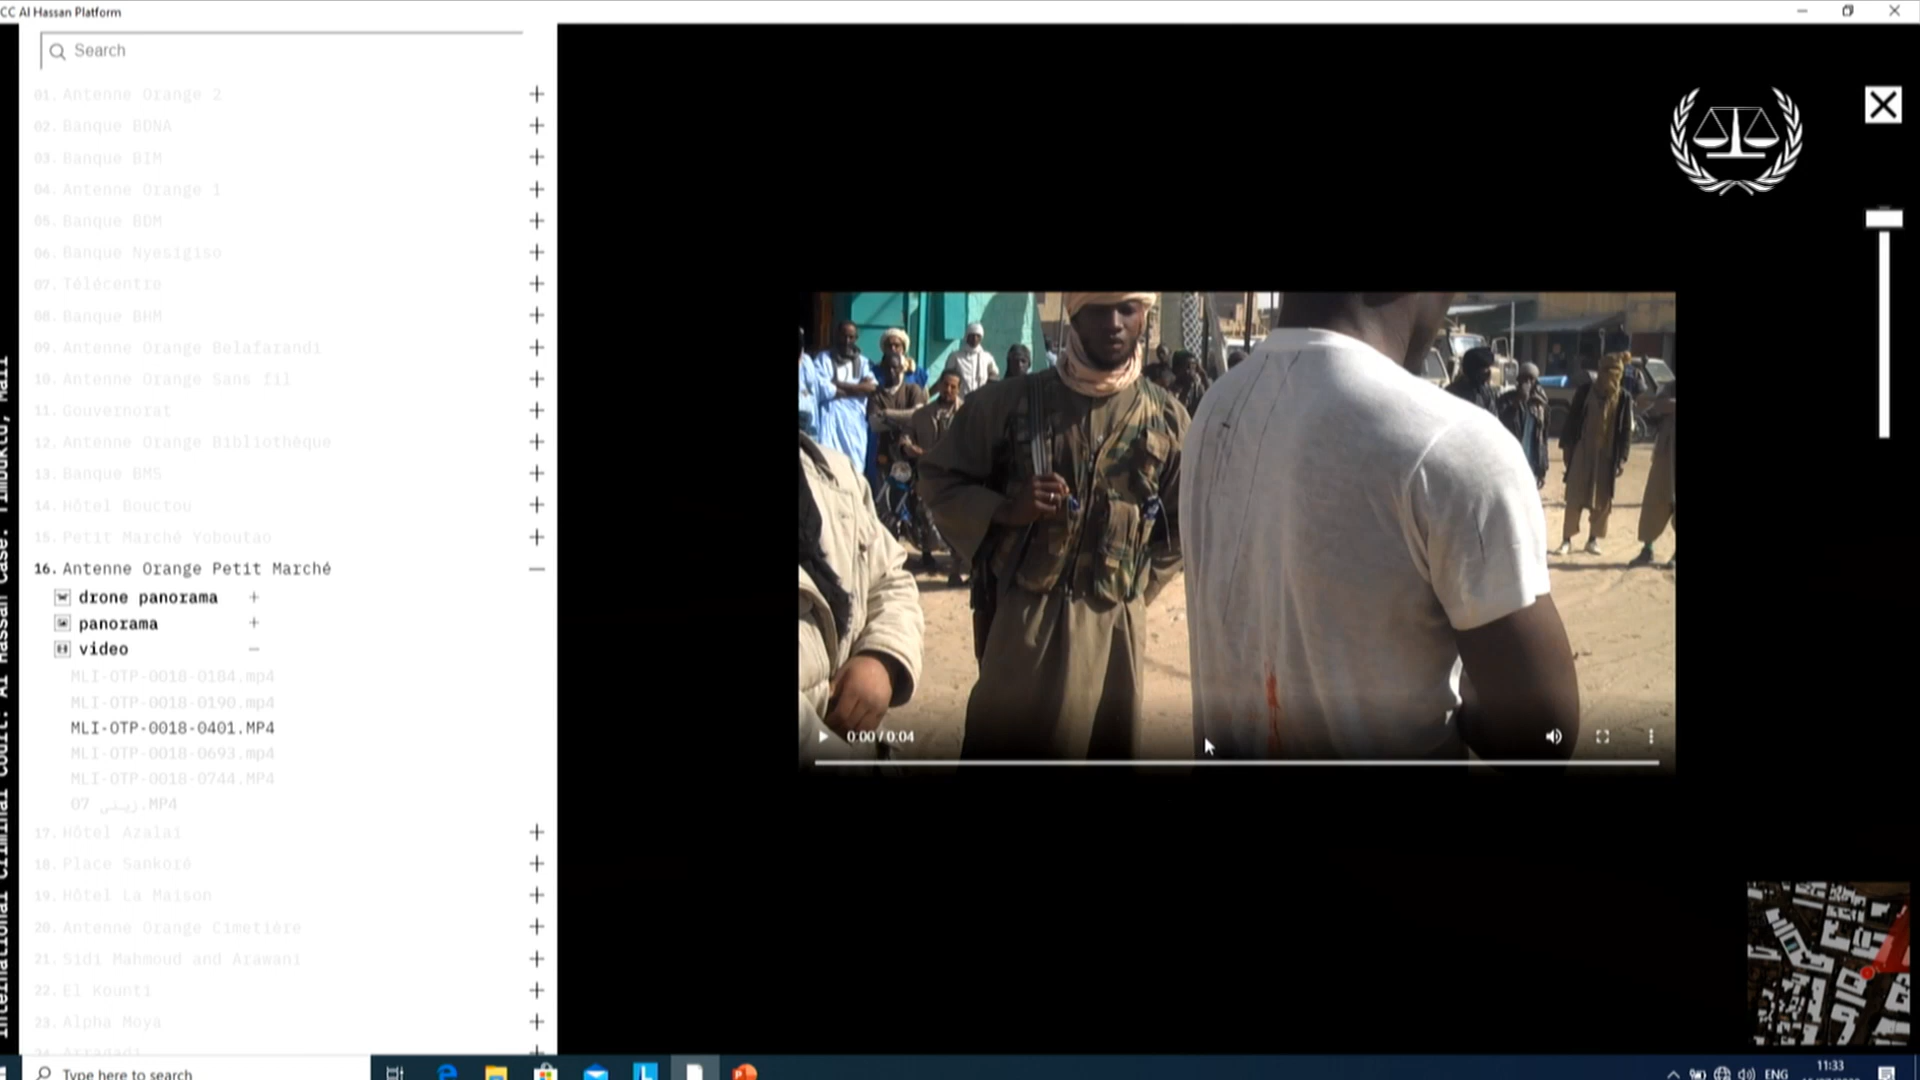 CC Al Hassan Platform
Search
01. Antenne Orange 2
02. Banque BDNA
03. Banque BIM
04. Antenne Orange 1
05. Banque BDM
06. Banque Nyesigiso
07. Télécentre
08. Banque BHM
09. Antenne Orange Belafarandi
10. Antenne Orange Sans fil
11. Gouvernorat
12. Antenne Orange Bibliothèque
13. Banque BMS
14. Hôtel Bouctou
15. Petit Marché Yoboutao
16. Antenne Orange Petit Marché
drone panorama
panorama
video
MLI-OTP-0018-0184.mp4
MLI-OTP-0018-0190.mp4
MLI-OTP-0018-0401.MP4
MLI-OTP-0018-0693.mp4
MLI-OTP-0018-0744.MP4
07 زيدى.MP4
17. Hôtel Azalaï
18. Place Sankoré
19. Hôtel La Maison
20. Antenne Orange Cimetière
21. Sidi Mahmoud and Arawani
22. El Kounti
23. Alpha Moya
International Criminal Court. Al Hassan Case. Timbuktu, Mali
0:00 / 0:04
Type here to search
ENG
11:33